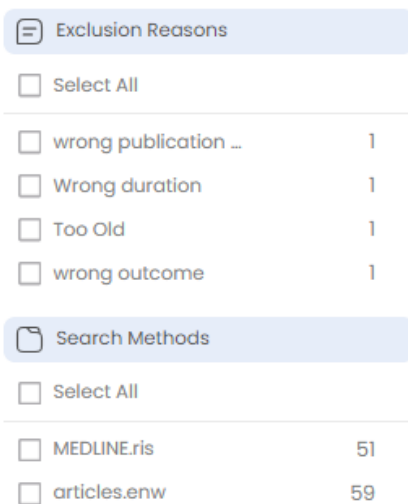 Exclusion Reasons
Select All
wrong publication ... 1
Wrong duration 1
Too Old 1
wrong outcome 1
Search Methods
Select All
MEDLINE.ris 51
articles.enw 59